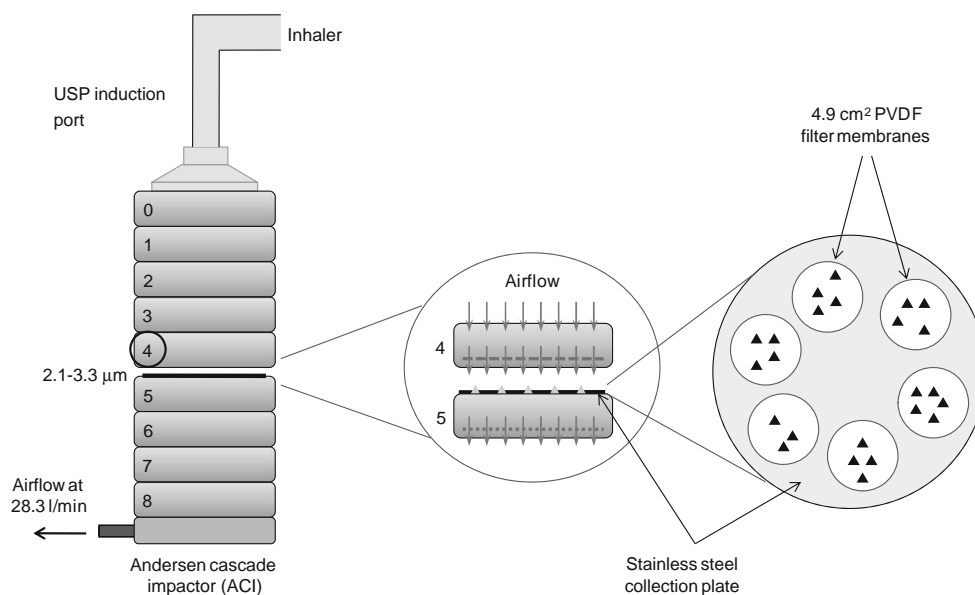 Inhaler
USP induction
port
0
1
2
3
4
2.1-3.3 μm
5
6
7
8
Airflow at
28.3 l/min
Andersen cascade
impactor (ACI)
Airflow
4
5
4.9 cm² PVDF
filter membranes
Stainless steel
collection plate